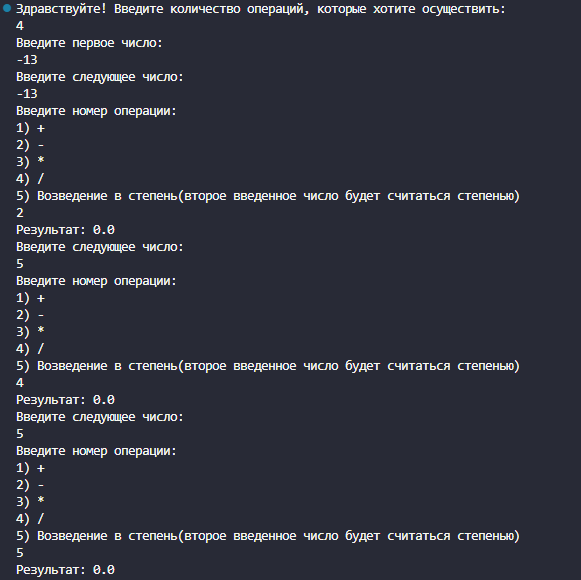 Здравствуйте! Введите количество операций, которые хотите осуществить:
4
Введите первое число:
-13
Введите следующее число:
-13
Введите номер операции:
1) +
2) -
3) *
4) /
5) Возведение в степень(второе введенное число будет считаться степенью)
2
Результат: 0.0
Введите следующее число:
5
Введите номер операции:
1) +
2) -
3) *
4) /
5) Возведение в степень(второе введенное число будет считаться степенью)
4
Результат: 0.0
Введите следующее число:
5
Введите номер операции:
1) +
2) -
3) *
4) /
5) Возведение в степень(второе введенное число будет считаться степенью)
5
Результат: 0.0